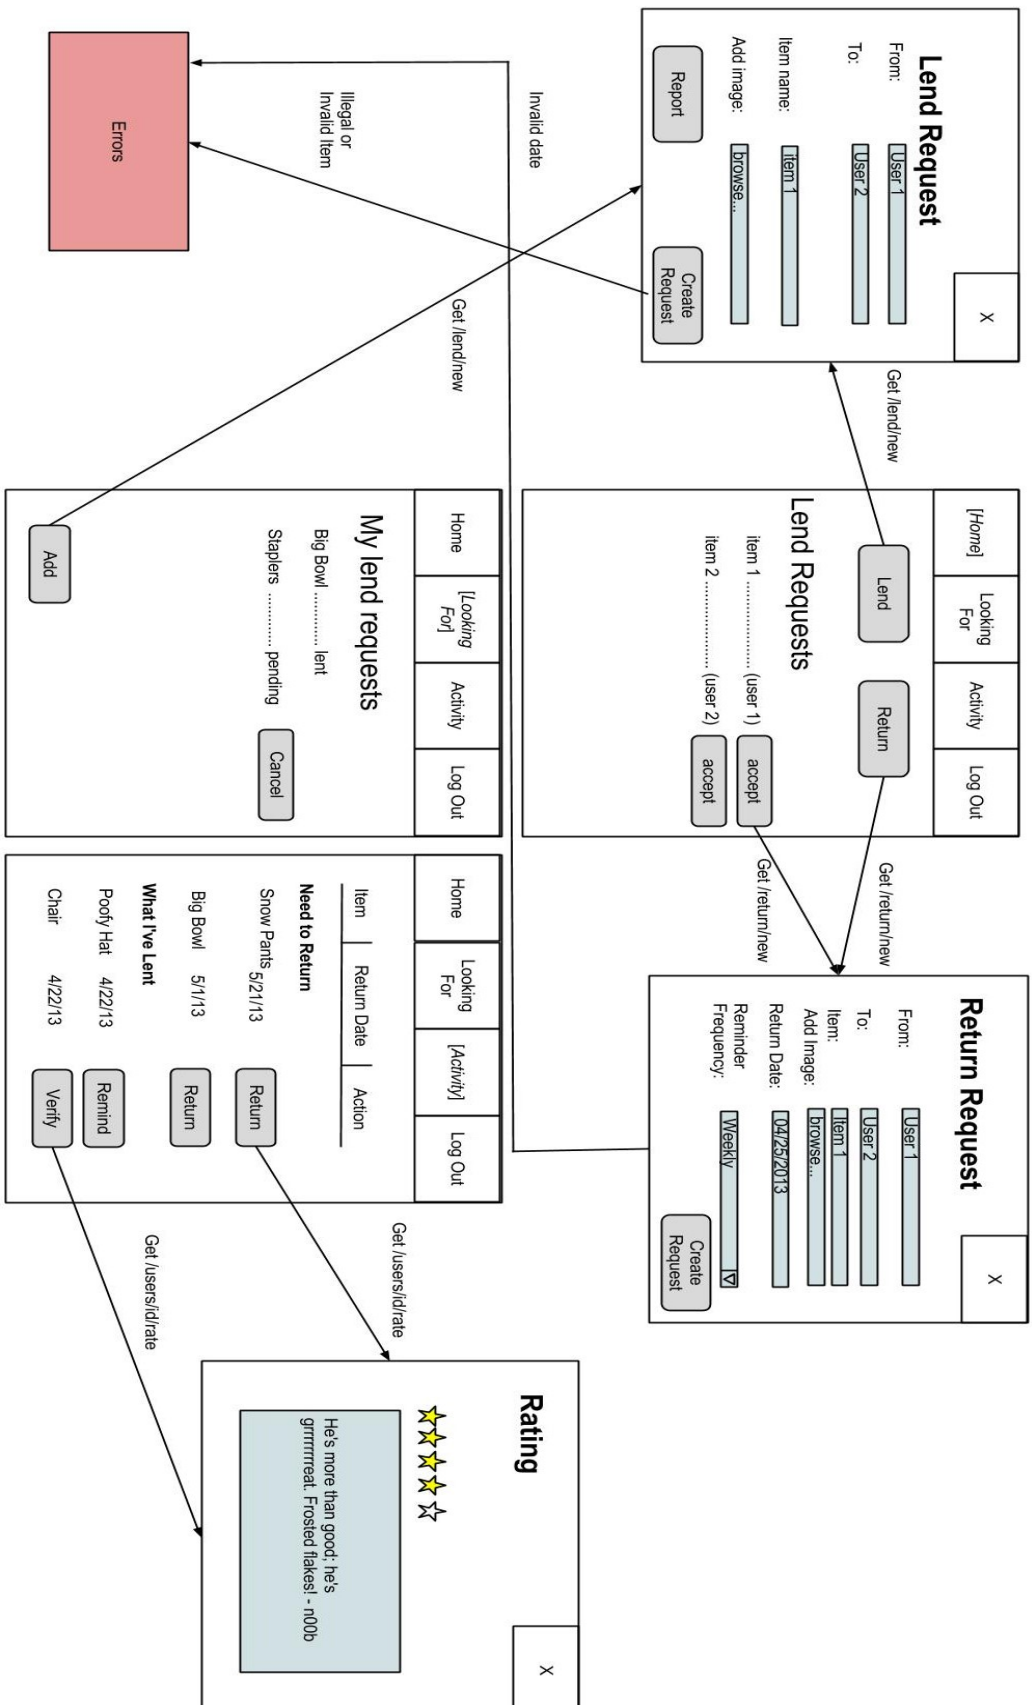 Lend Request
X
From:
User 1
To:
User 2
Item name:
item 1
Add image:
browse...
Report
Create
Request
Get /lend/new
[Home]
Looking
For
Activity
Log Out
Lend
Return
Lend Requests
item 1 ................. (user 1)
accept
item 2 ................. (user 2)
accept
Get /return/new
Get /return/new
Return Request
X
From:
User 1
To:
User 2
Item:
Item 1
Add Image:
browse...
Return Date:
04/25/2013
Reminder
Frequency:
Weekly
Create
Request
Invalid date
Illegal or
Invalid Item
Errors
Get /lend/new
Home
[Looking
For]
Activity
Log Out
My lend requests
Big Bowl ............. lent
Staplers ............. pending
Cancel
Add
Home
Looking
For
[Activity]
Log Out
Item
Return Date
Action
Need to Return
Snow Pants 5/21/13
Return
Big Bowl 5/1/13
Return
What I've Lent
Poofy Hat 4/22/13
Remind
Chair 4/22/13
Verify
Get /users/id/rate
Get /users/id/rate
Rating
X
He's more than good; he's
grrrrrrreat. Frosted flakes! - n00b